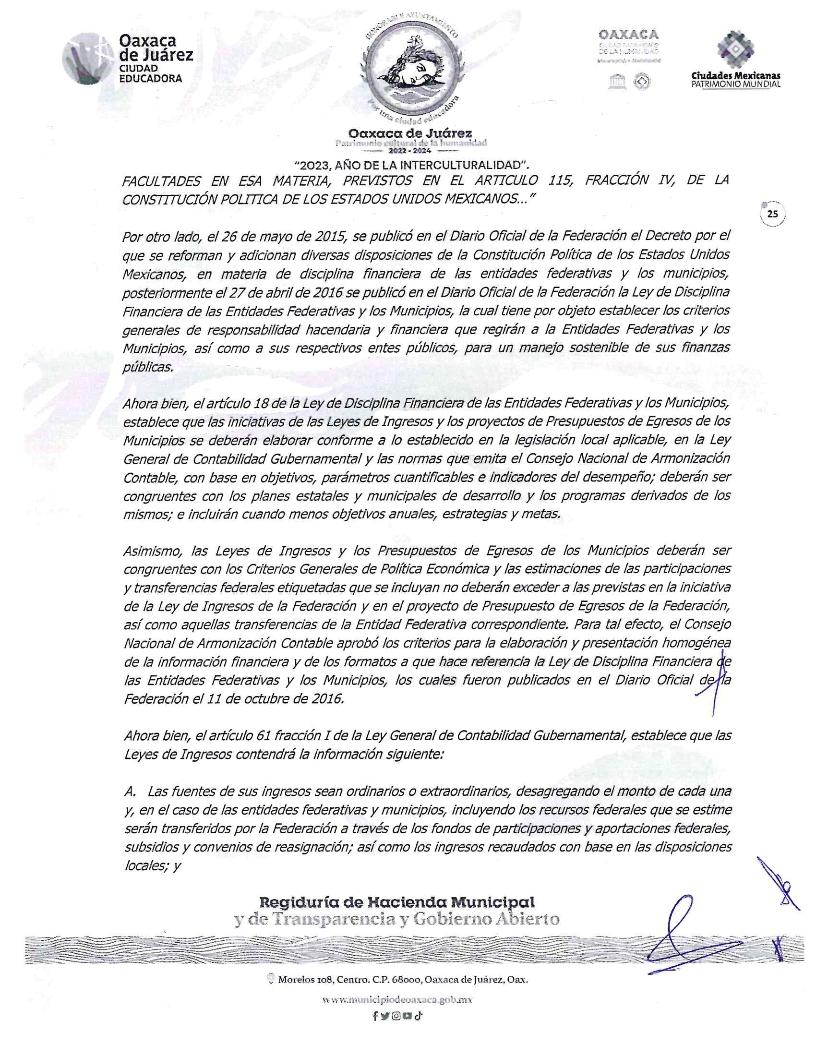 Oaxaca
de Juárez
CIUDAD
EDUCADORA
HONORABLE AYUNTAMIENTO
Por una ciudad educadora
Oaxaca de Juárez
Patrimonio cultural de la humanidad
2022 - 2024
OAXACA
Ciudades Mexicanas
PATRIMONIO MUNDIAL
"2023, AÑO DE LA INTERCULTURALIDAD".
25
FACULTADES EN ESA MATERIA, PREVISTOS EN EL ARTICULO 115, FRACCIÓN IV, DE LA
CONSTITUCIÓN POLITICA DE LOS ESTADOS UNIDOS MEXICANOS..."
Por otro lado, el 26 de mayo de 2015, se publicó en el Diario Oficial de la Federación el Decreto por el
que se reforman y adicionan diversas disposiciones de la Constitución Política de los Estados Unidos
Mexicanos, en materia de disciplina financiera de las entidades federativas y los municipios,
posteriormente el 27 de abril de 2016 se publicó en el Diario Oficial de la Federación la Ley de Disciplina
Financiera de las Entidades Federativas y los Municipios, la cual tiene por objeto establecer los criterios
generales de responsabilidad hacendaria y financiera que regirán a la Entidades Federativas y los
Municipios, así como a sus respectivos entes públicos, para un manejo sostenible de sus finanzas
públicas.
Ahora bien, el artículo 18 de la Ley de Disciplina Financiera de las Entidades Federativas y los Municipios,
establece que las iniciativas de las Leyes de Ingresos y los proyectos de Presupuestos de Egresos de los
Municipios se deberán elaborar conforme a lo establecido en la legislación local aplicable, en la Ley
General de Contabilidad Gubernamental y las normas que emita el Consejo Nacional de Armonización
Contable, con base en objetivos, parámetros cuantificables e indicadores del desempeño; deberán ser
congruentes con los planes estatales y municipales de desarrollo y los programas derivados de los
mismos; e incluirán cuando menos objetivos anuales, estrategias y metas.
Asimismo, las Leyes de Ingresos y los Presupuestos de Egresos de los Municipios deberán ser
congruentes con los Criterios Generales de Política Económica y las estimaciones de las participaciones
y transferencias federales etiquetadas que se incluyan no deberán exceder a las previstas en la iniciativa
de la Ley de Ingresos de la Federación y en el proyecto de Presupuesto de Egresos de la Federación,
así como aquellas transferencias de la Entidad Federativa correspondiente. Para tal efecto, el Consejo
Nacional de Armonización Contable aprobó los criterios para la elaboración y presentación homogénea
de la información financiera y de los formatos a que hace referencia la Ley de Disciplina Financiera de
las Entidades Federativas y los Municipios, los cuales fueron publicados en el Diario Oficial de la
Federación el 11 de octubre de 2016.
Ahora bien, el artículo 61 fracción I de la Ley General de Contabilidad Gubernamental, establece que las
Leyes de Ingresos contendrá la información siguiente:
A. Las fuentes de sus ingresos sean ordinarios o extraordinarios, desagregando el monto de cada una
y, en el caso de las entidades federativas y municipios, incluyendo los recursos federales que se estime
serán transferidos por la Federación a través de los fondos de participaciones y aportaciones federales,
subsidios y convenios de reasignación; así como los ingresos recaudados con base en las disposiciones
locales; y
Regiduría de Hacienda Municipal
y de Transparencia y Gobierno Abierto
Morelos 108, Centro. C.P. 68000, Oaxaca de Juárez, Oax.
www.municipiodeoaxaca.gob.mx